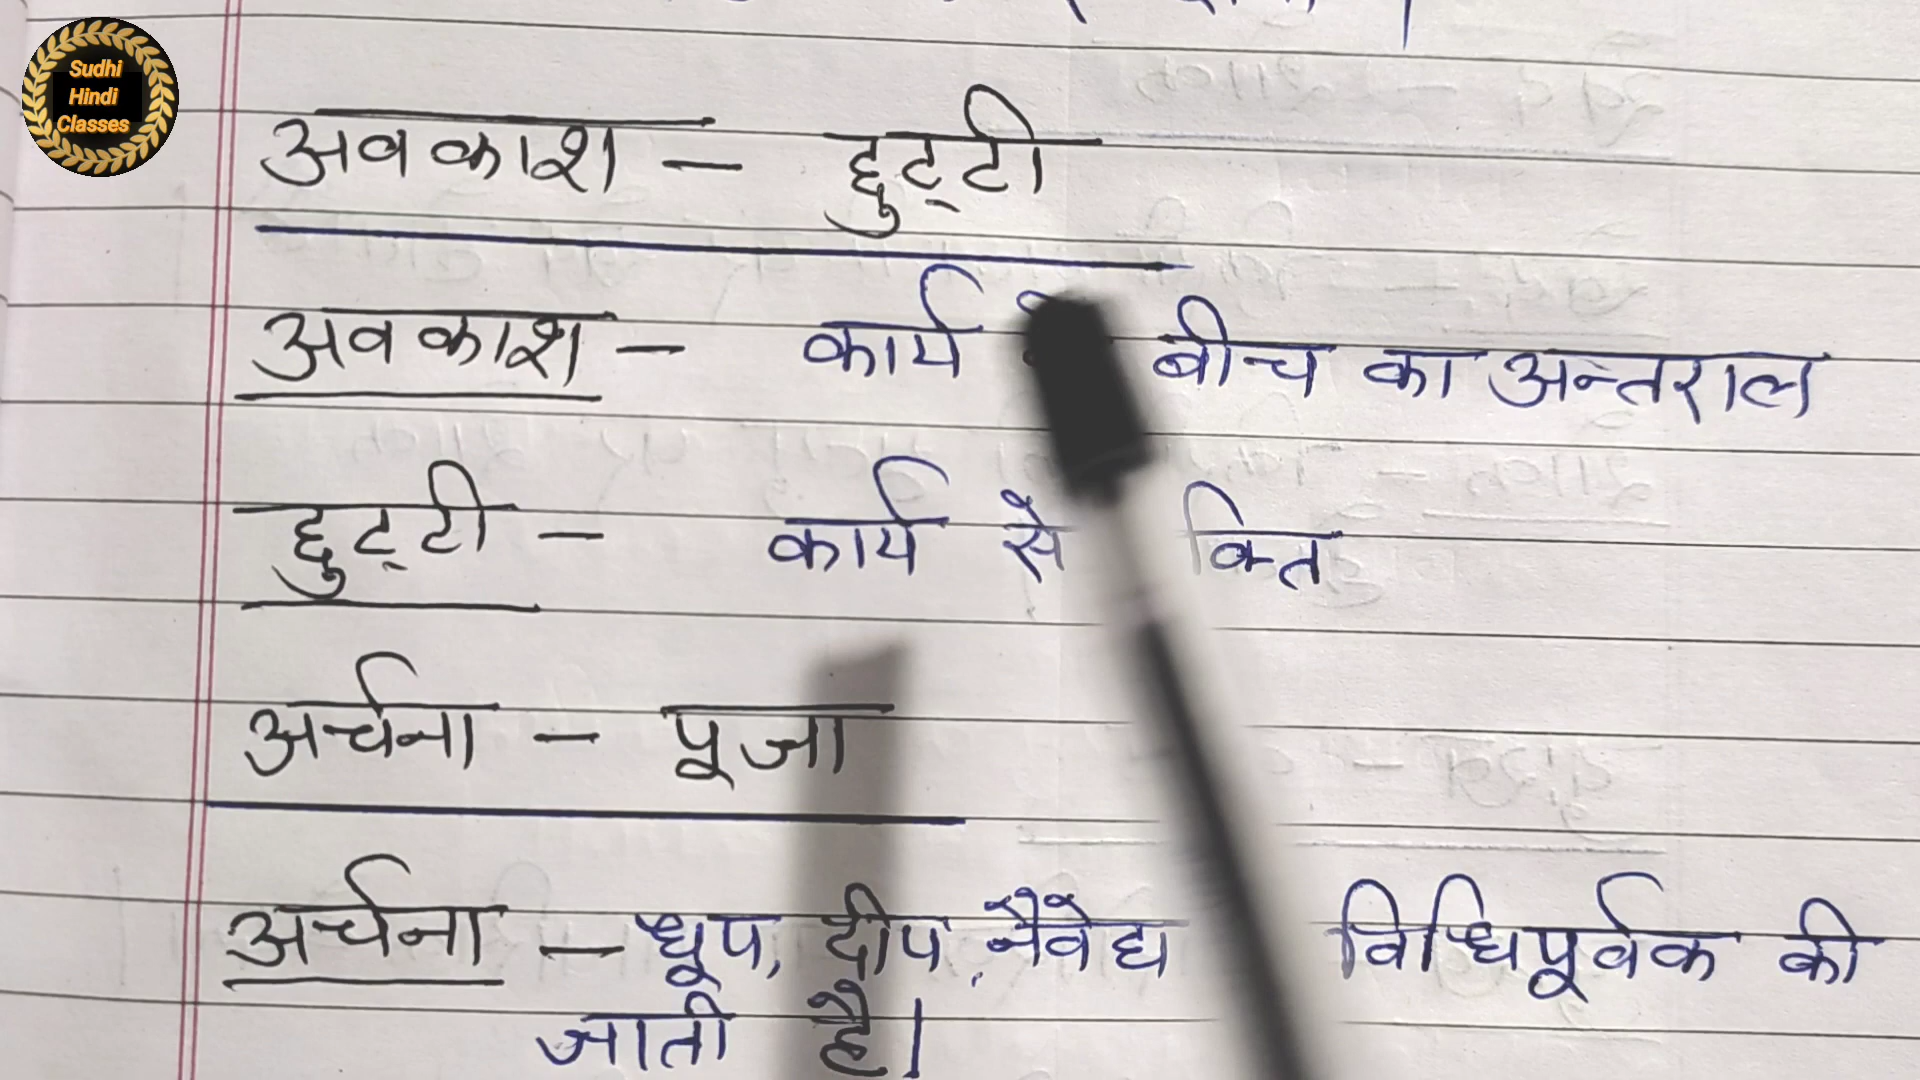 Sudhi
Hindi
Classes
अवकाश – छुट्टी
अवकाश – कार्य बीच का अन्तराल
छुट्टी – कार्य से
अर्चना – पूजा
अर्चना – धूप, दीप, नैवेद्य विधिपूर्वक की
जाती है।